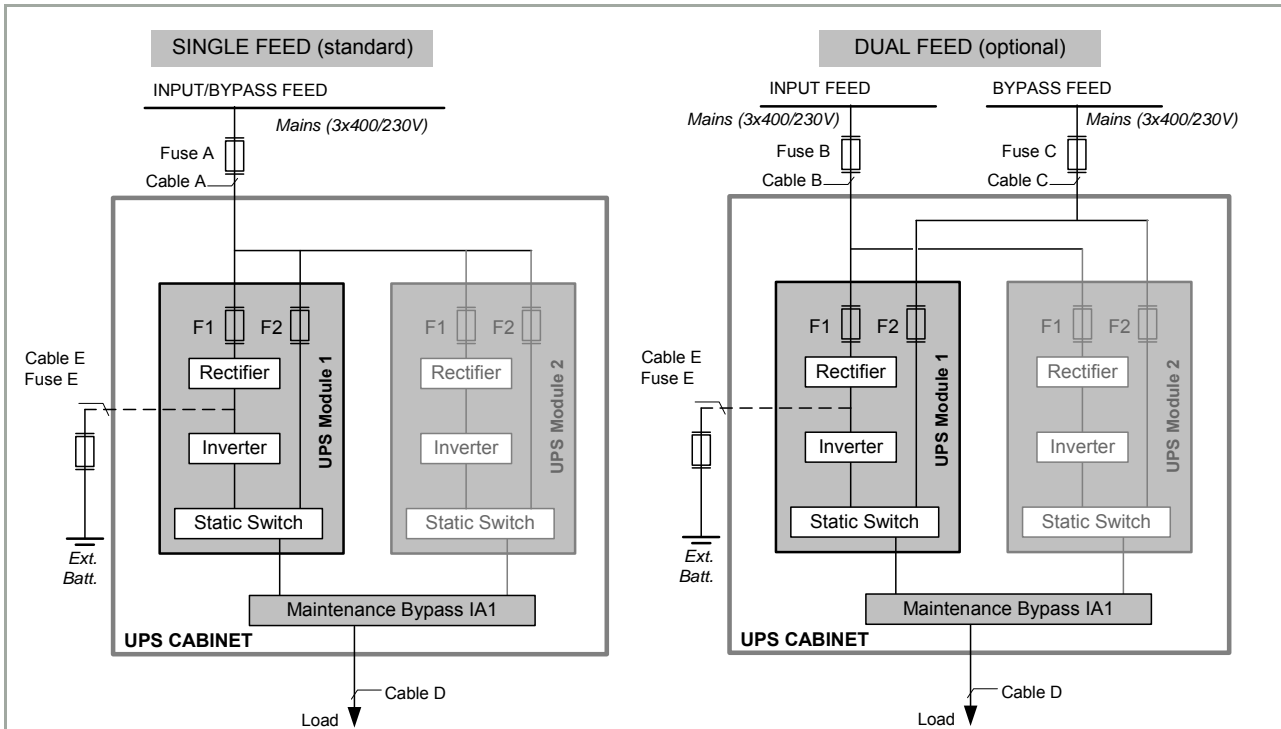 SINGLE FEED (standard)
INPUT/BYPASS FEED
Mains (3x400/230V)
Fuse A
Cable A
F1
F2
Rectifier
Inverter
Static Switch
UPS Module 1
F1
F2
Rectifier
Inverter
Static Switch
UPS Module 2
Cable E
Fuse E
Ext.
Batt.
Maintenance Bypass IA1
UPS CABINET
Cable D
Load
DUAL FEED (optional)
INPUT FEED
BYPASS FEED
Mains (3x400/230V)
Mains (3x400/230V)
Fuse B
Fuse C
Cable B
Cable C
F1
F2
Rectifier
Inverter
Static Switch
UPS Module 1
F1
F2
Rectifier
Inverter
Static Switch
UPS Module 2
Cable E
Fuse E
Ext.
Batt.
Maintenance Bypass IA1
UPS CABINET
Cable D
Load